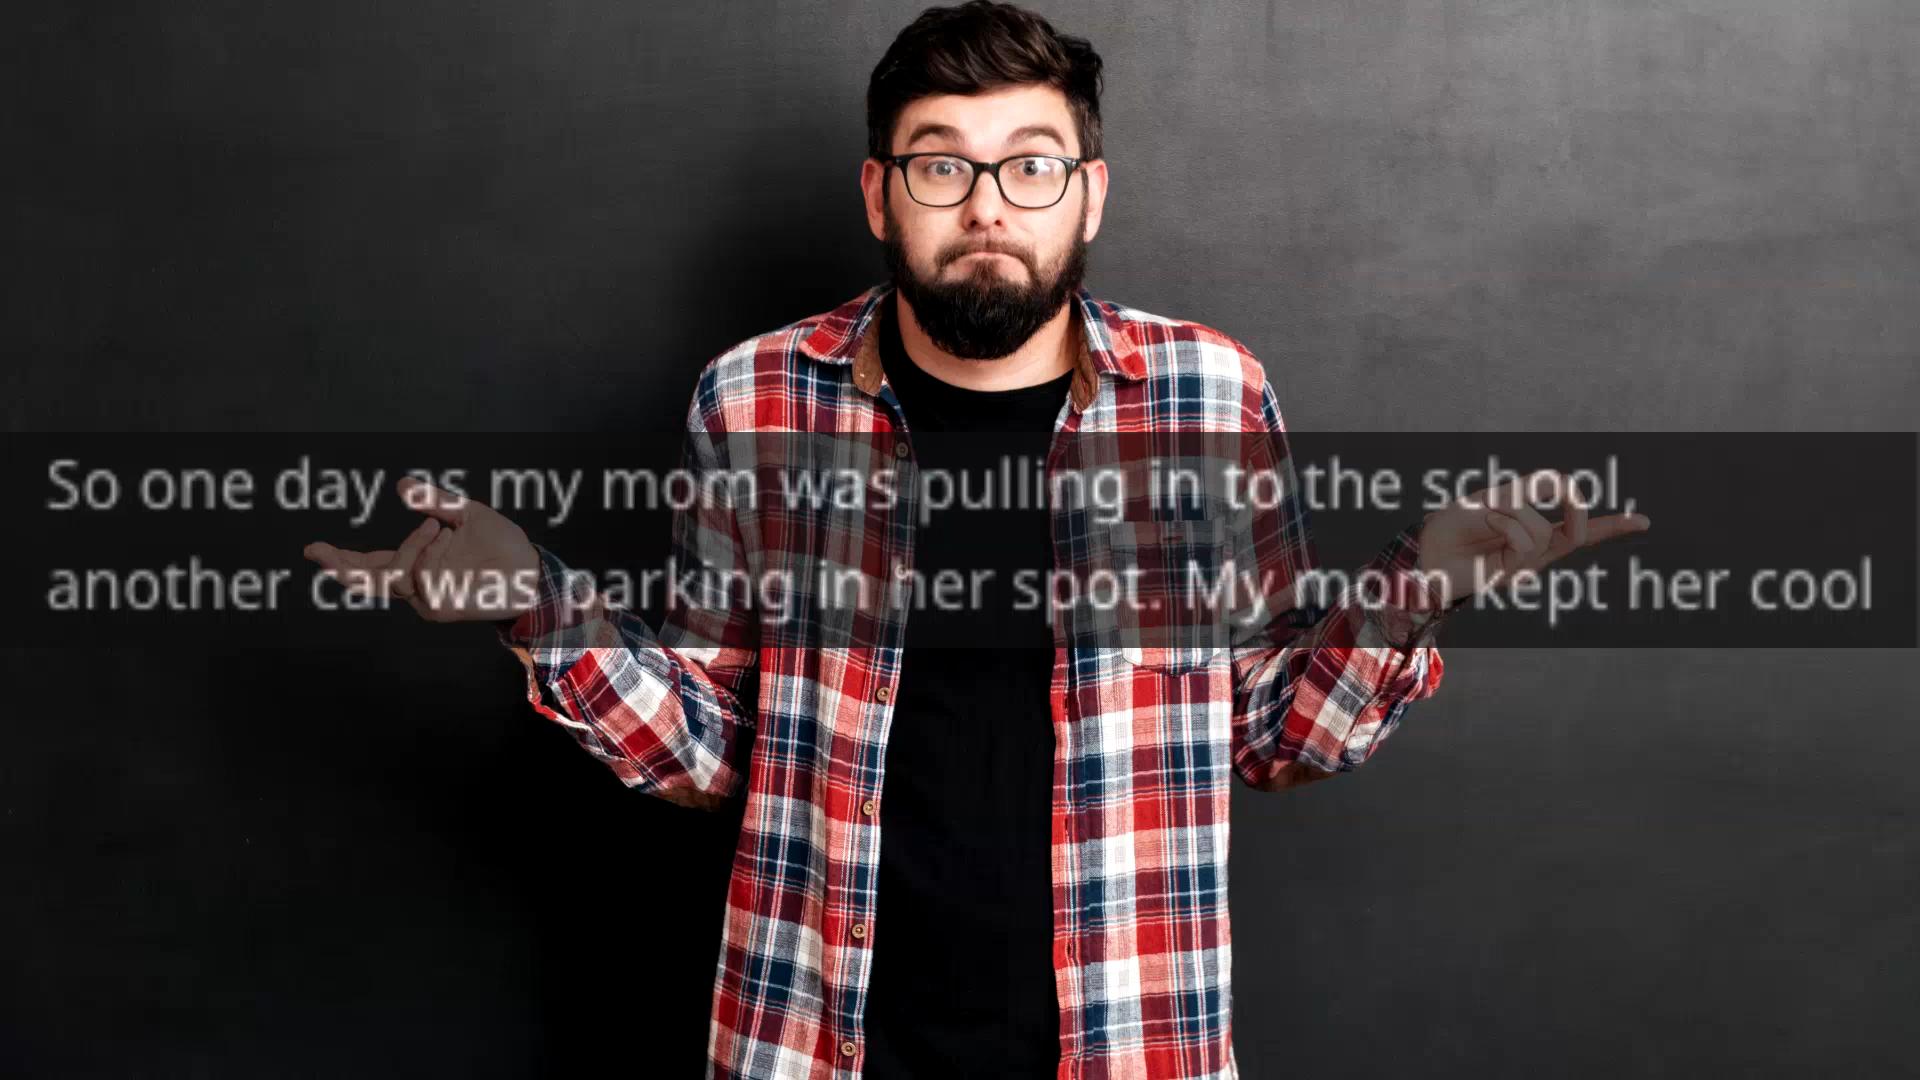 So one day as my mom was pulling in to the school,
another car was parking in her spot. My mom kept her cool